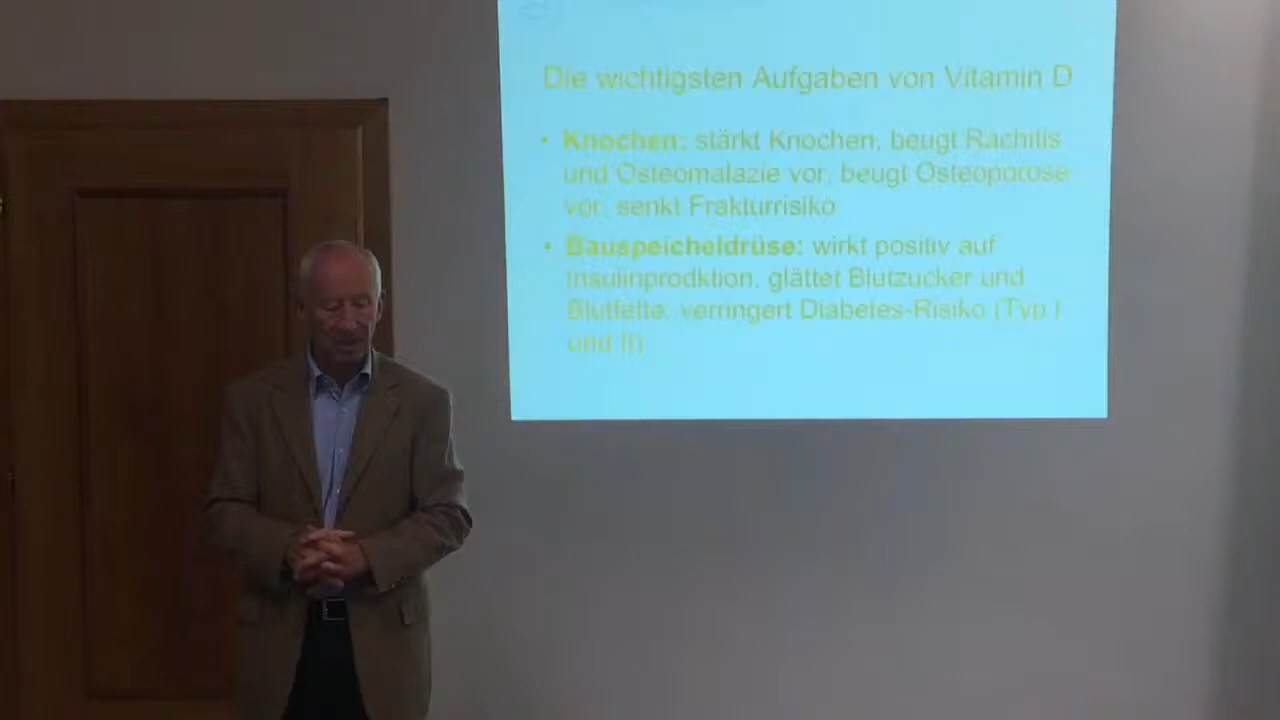 Die wichtigsten Aufgaben von Vitamin D
• Knochen: stärkt Knochen, beugt Rachitis
und Osteomalazie vor, beugt Osteoporose
vor, senkt Frakturrisiko
• Bauspeicheldrüse: wirkt positiv auf
Insulinprodktion, glättet Blutzucker und
Blutfette, verringert Diabetes-Risiko (Typ I
und II)